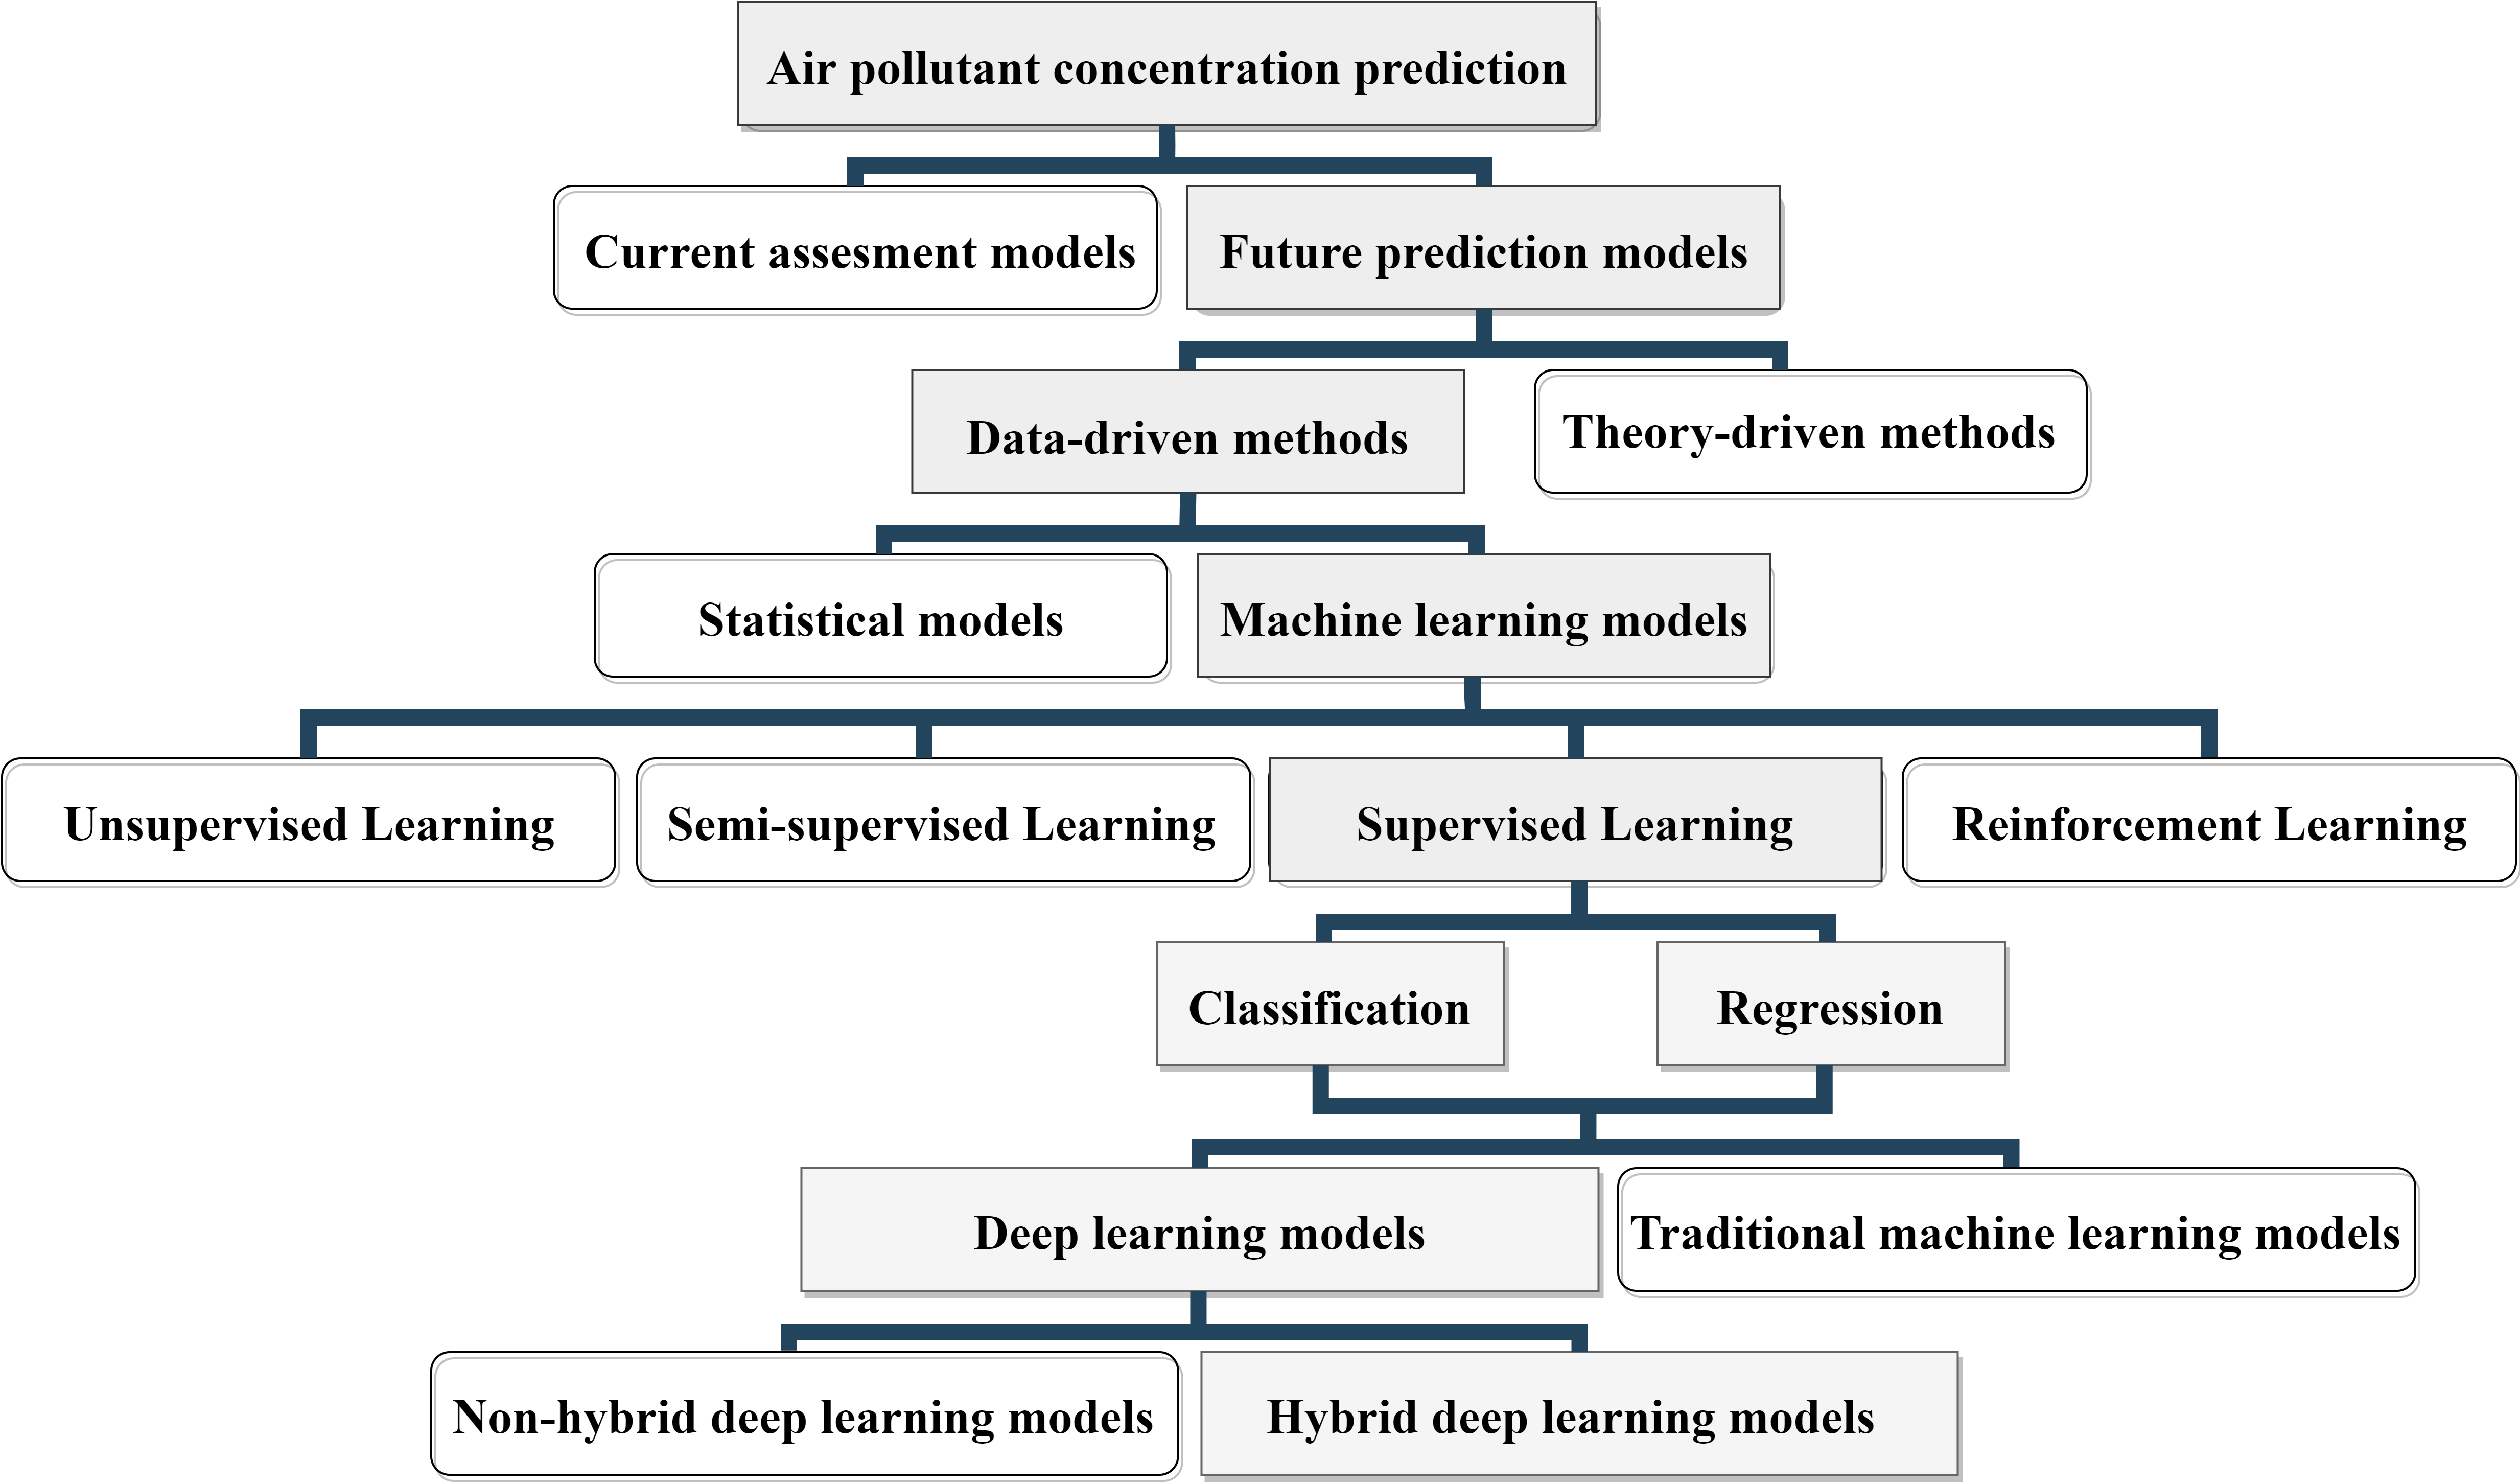 Air pollutant concentration prediction
Current assesment models
Future prediction models
Data-driven methods
Theory-driven methods
Statistical models
Machine learning models
Unsupervised Learning
Semi-supervised Learning
Supervised Learning
Reinforcement Learning
Classification
Regression
Deep learning models
Traditional machine learning models
Non-hybrid deep learning models
Hybrid deep learning models